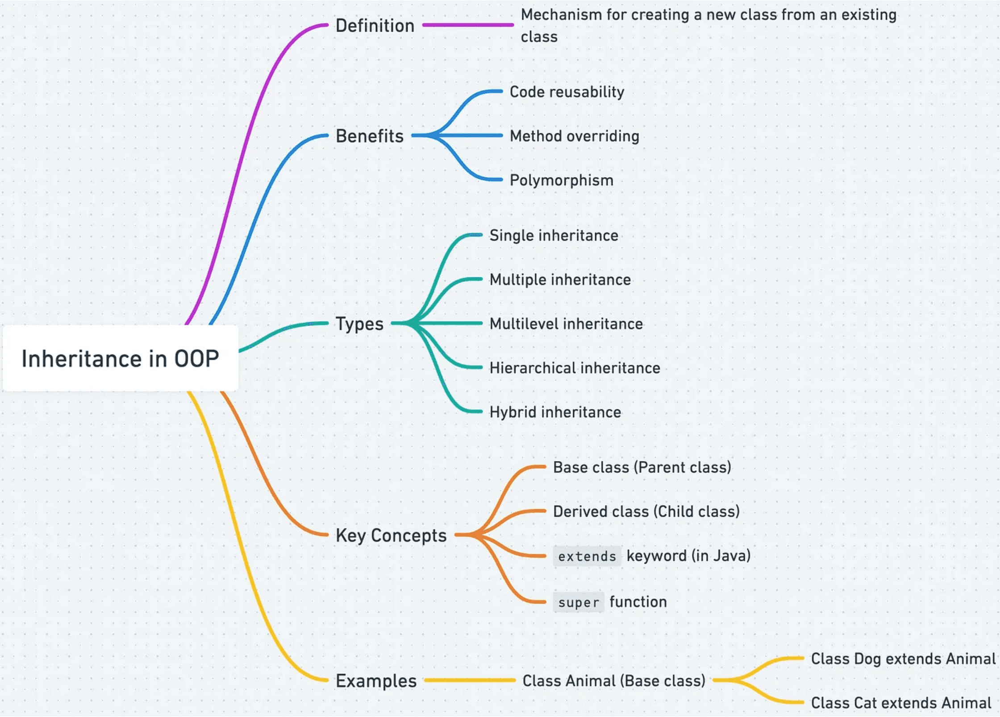 Definition
Mechanism for creating a new class from an existing
class
Benefits
Code reusability
Method overriding
Polymorphism
Types
Single inheritance
Multiple inheritance
Multilevel inheritance
Hierarchical inheritance
Hybrid inheritance
Inheritance in OOP
Key Concepts
Base class (Parent class)
Derived class (Child class)
extends keyword (in Java)
super function
Examples
Class Animal (Base class)
Class Dog extends Animal
Class Cat extends Animal